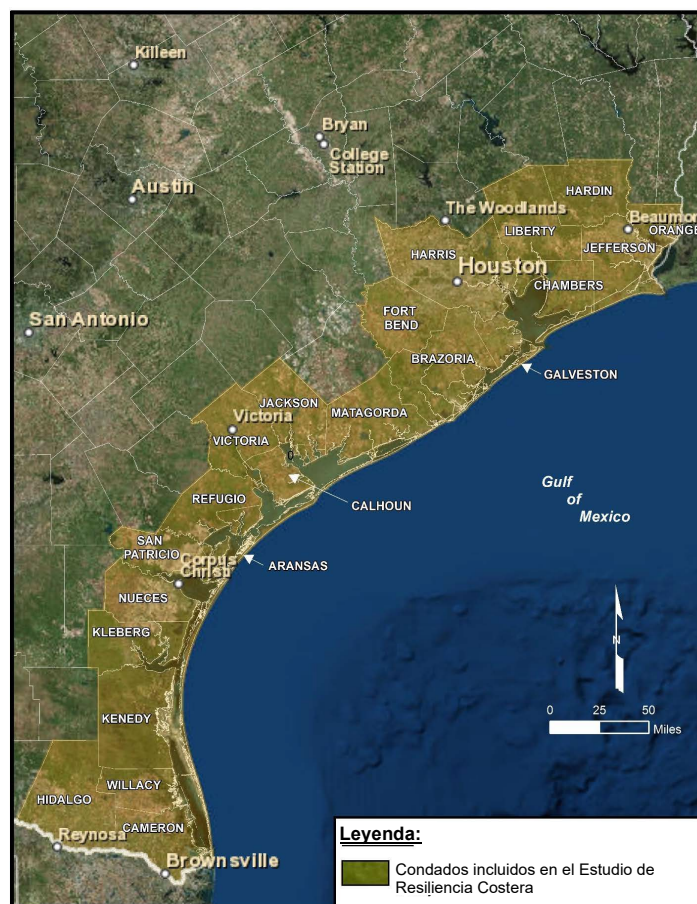 Killeen
Bryan
College
Station
Austin
HARDIN
The Woodlands
Beaumon
ORANGE
LIBERTY
JEFFERSON
HARRIS
Houston
CHAMBERS
San Antonio
FORT
BEND
BRAZORIA
GALVESTON
JACKSON
MATAGORDA
Victoria
VICTORIA
Gulf
of
Mexico
REFUGIO
CALHOUN
SAN
PATRICIO
Corpus
Christi
ARANSAS
NUECES
KLEBERG
N
KENEDY
0 25 50
Miles
WILLACY
HIDALGO
CAMERON
Reynosa
Brownsville
Leyenda:
Condados incluidos en el Estudio de
Resiliencia Costera